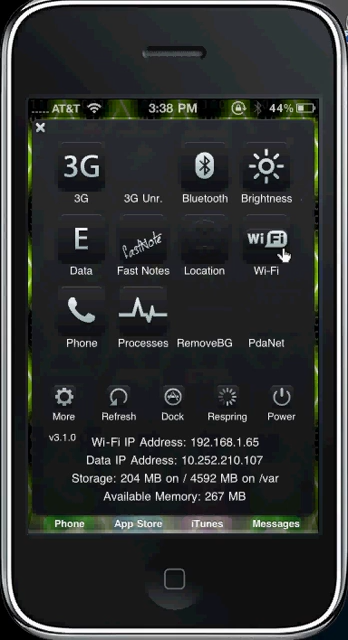 AT&T 3:38 PM 44%
3G
3G 3G Unr. Bluetooth Brightness
E FastNote WiFi
Data Fast Notes Location Wi-Fi
Phone Processes RemoveBG PdaNet
More Refresh Dock Respring Power
v3.1.0
Wi-Fi IP Address: 192.168.1.65
Data IP Address: 10.252.210.107
Storage: 204 MB on / 4592 MB on /var
Available Memory: 267 MB
Phone App Store iTunes Messages